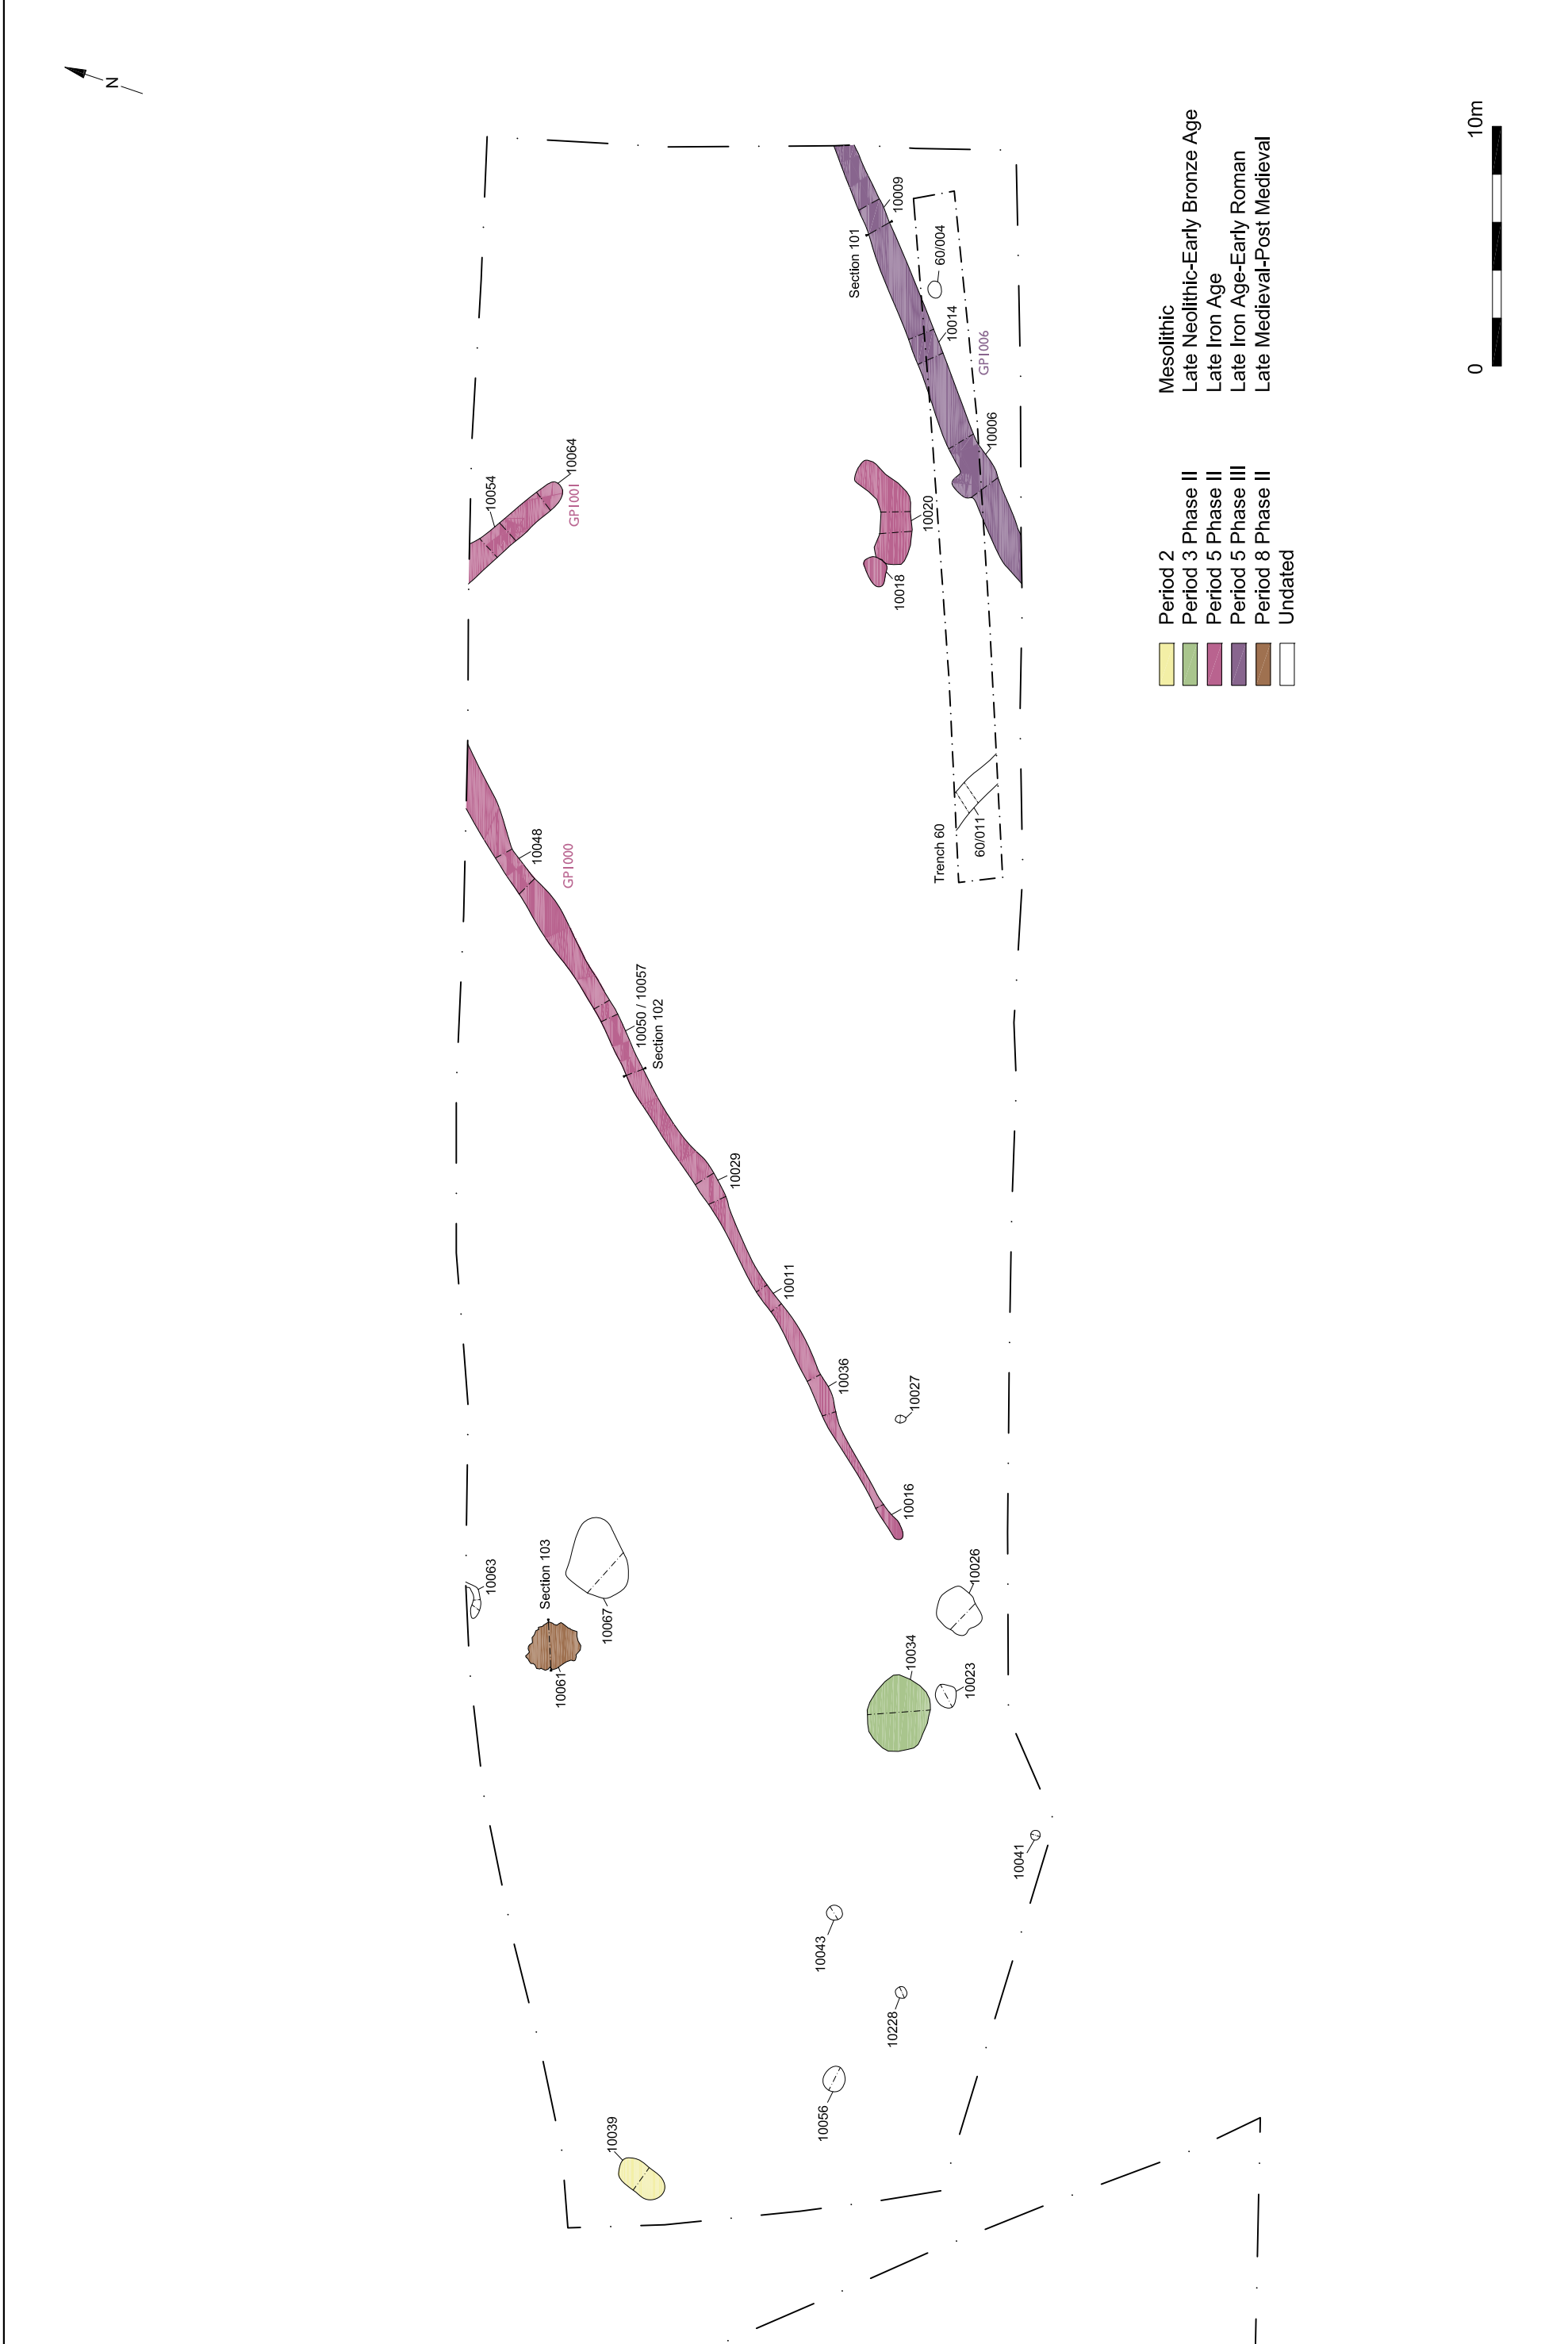 N
10009
Section 101
60/004
10014
GP1006
10006
10064
10054
GP1001
10020
10018
Trench 60
60/011
10048
GP1000
10050 / 10057
Section 102
10029
10011
10036
10027
10016
10063
Section 103
10067
10061
10026
10034
10023
10041
10043
10228
10056
10039
Period 2 Mesolithic
Period 3 Phase II Late Neolithic-Early Bronze Age
Period 5 Phase II Late Iron Age
Period 5 Phase III Late Iron Age-Early Roman
Period 8 Phase II Late Medieval-Post Medieval
Undated
0 10m